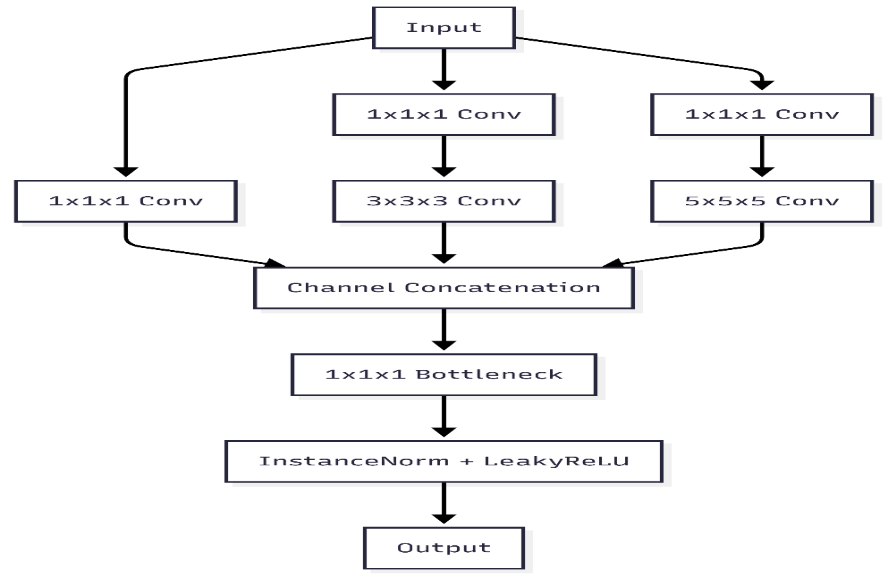 Input
1x1x1 Conv
1x1x1 Conv
1x1x1 Conv
3x3x3 Conv
5x5x5 Conv
Channel Concatenation
1x1x1 Bottleneck
InstanceNorm + LeakyReLU
Output